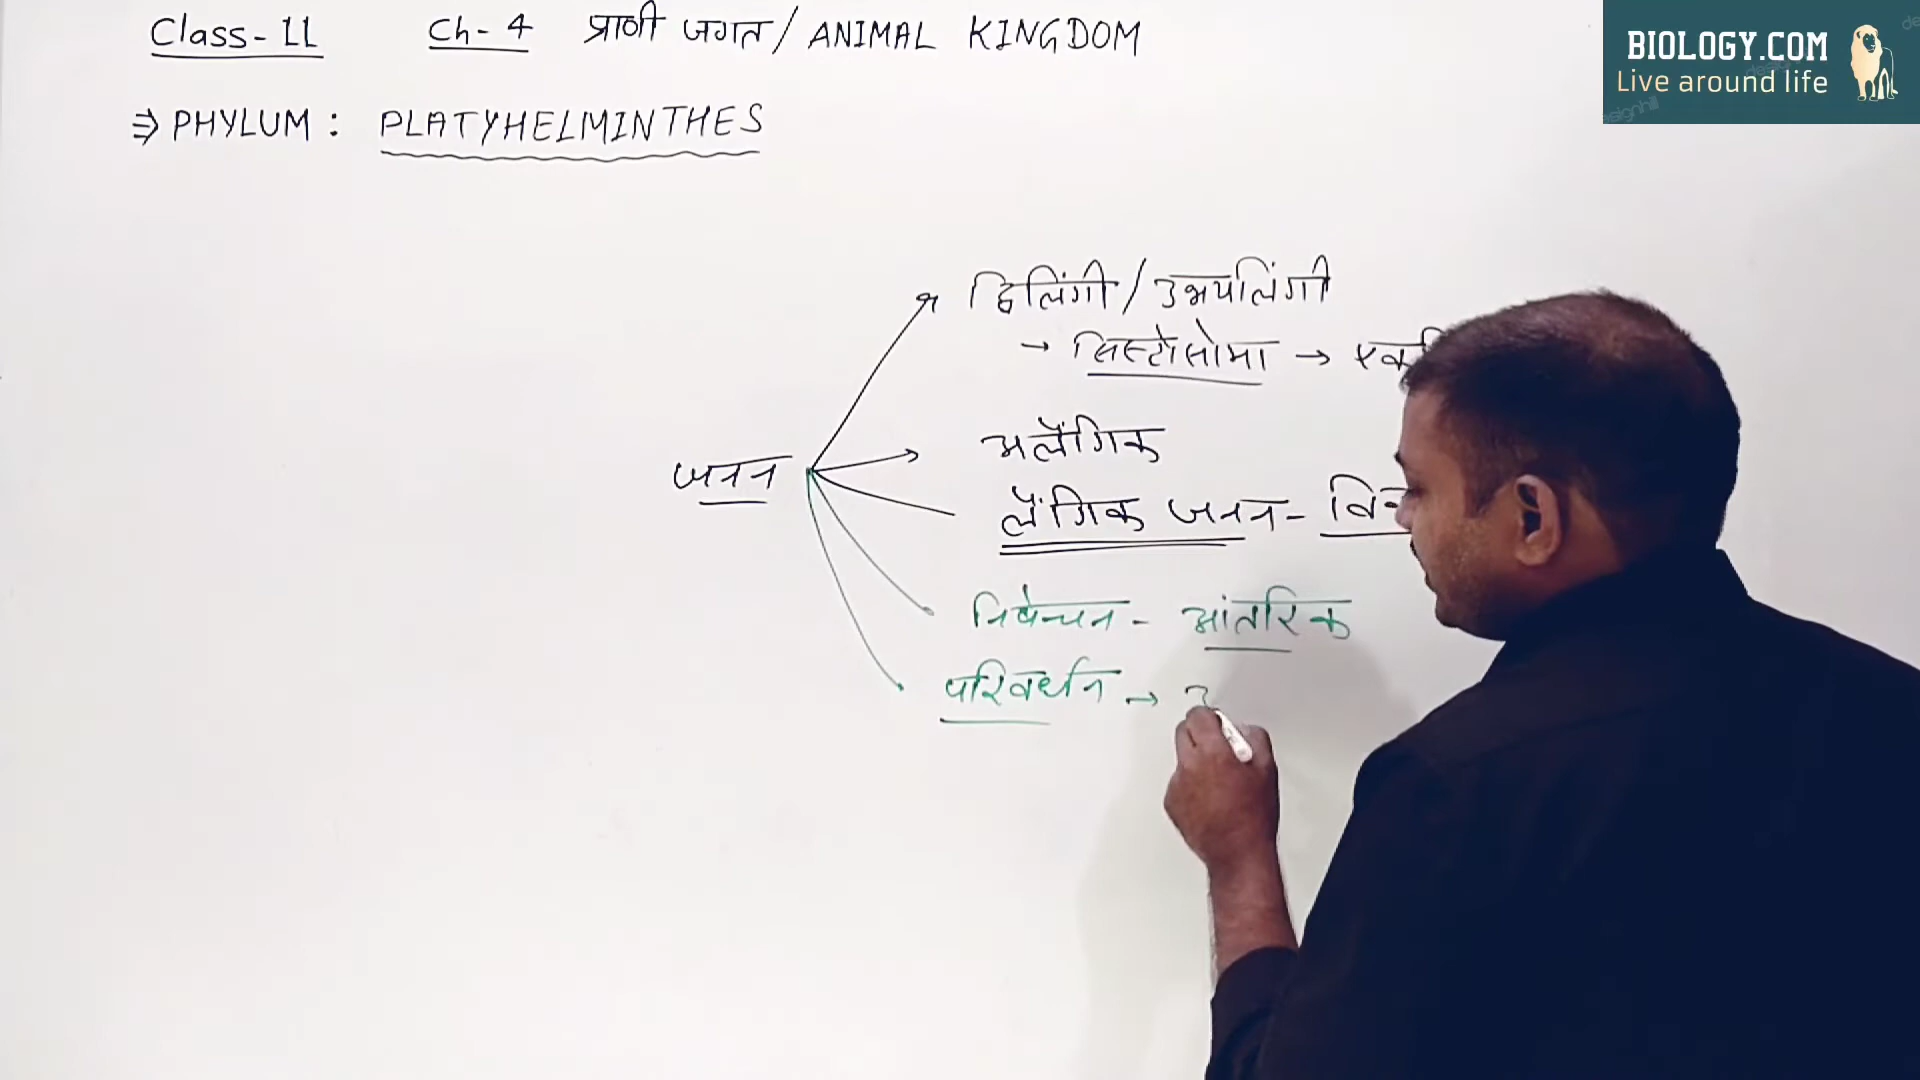 Class-11 Ch-4 प्राणी जगत/ANIMAL KINGDOM
BIOLOGY.COM
Live around life
designhill
⇒ PHYLUM: PLATYHELMINTHES
द्विलिंगी/उभयलिंगी
→ सिस्टोसोमा →
अलैंगिक
जनन
लैंगिक जनन-
निषेचन - आंतरिक
परिवर्धन →